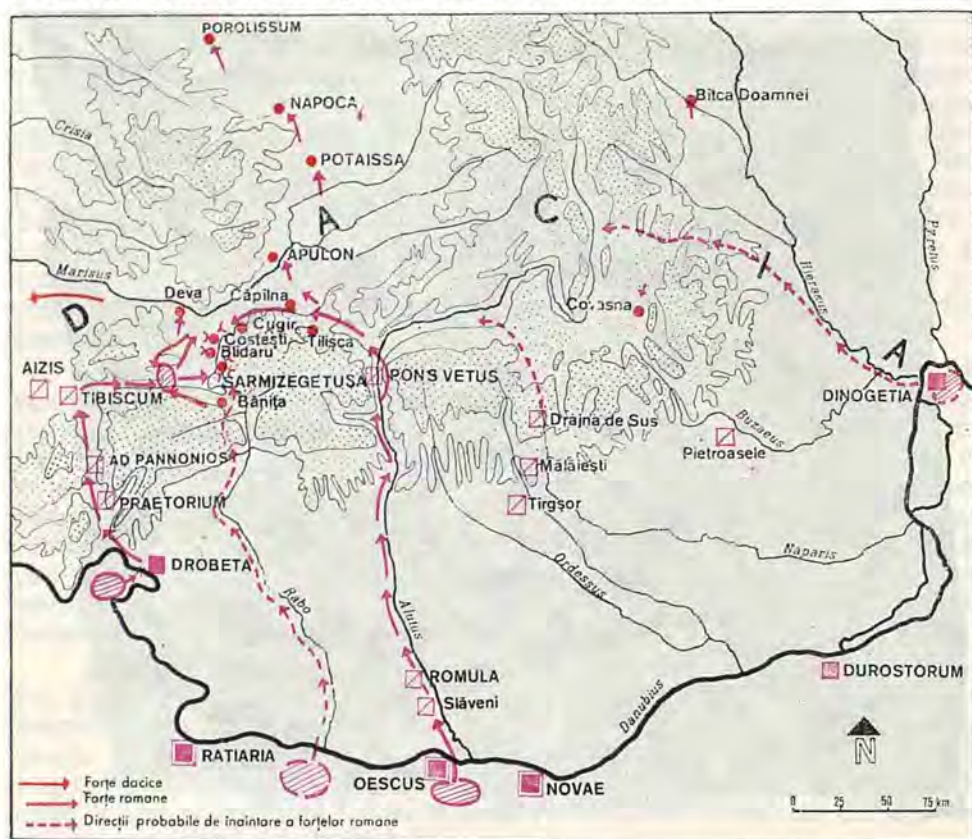 POROLISSUM
Bîtca Doamnei
NAPOCA
Crisia
POTAISSA
A
C
Pyretus
APULON
Hierasus
I
Marisus
Deva
Căpîlna
Covasna
D
Cugir
Costești
Tilișca
A
Blidaru
AIZIS
SARMIZEGETUSA
PONS VETUS
DINOGETIA
TIBISCUM
Bănița
Drajna de Sus
Buzaeus
Pietroasele
AD PANNONIOS
Mălăiești
PRAETORIUM
Tîrgșor
Naparis
DROBETA
Ordessus
Rabo
Alutus
ROMULA
DUROSTORUM
Slăveni
Danubius
N
RATIARIA
OESCUS
NOVAE
Forțe dacice
Forțe romane
0 25 50 75 km.
Direcții probabile de înaintare a forțelor romane